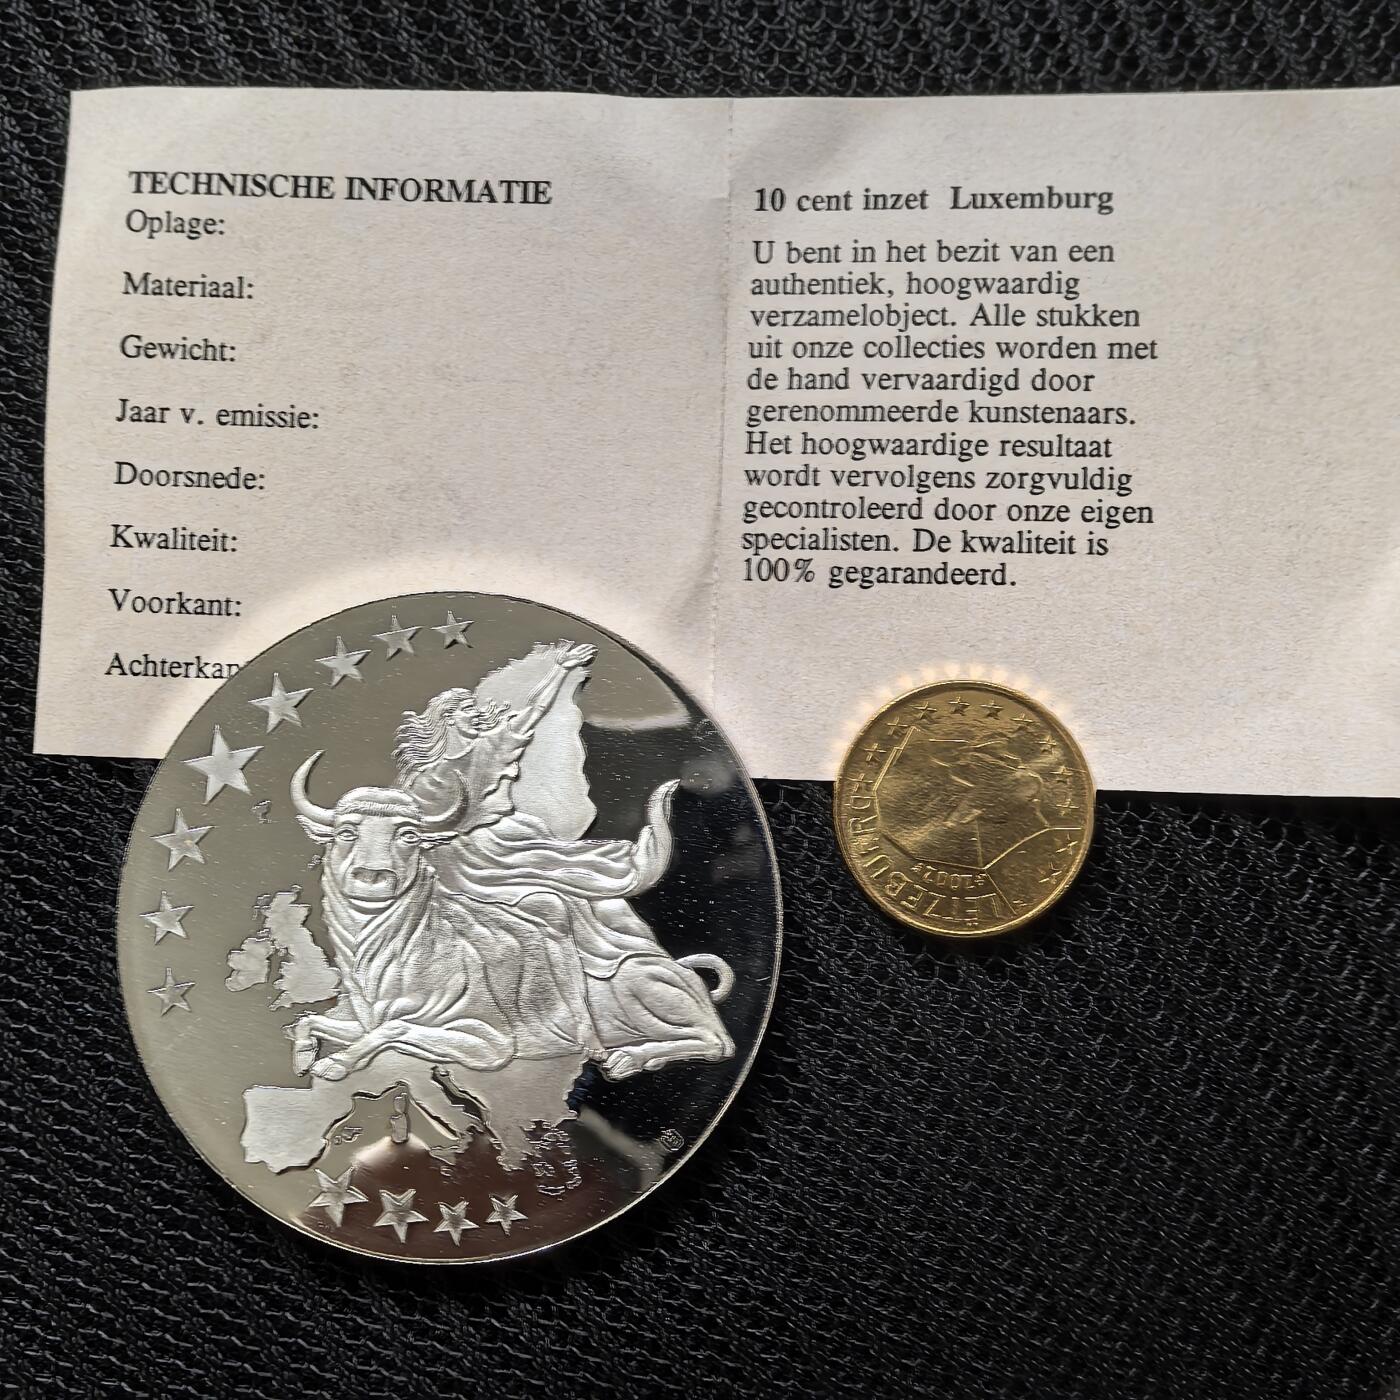 TECHNISCHE INFORMATIE
Oplage:
Materiaal:
Gewicht:
Jaar v. emissie:
Doorsnede:
Kwaliteit:
Voorkant:
Achterkan
10 cent inzet Luxemburg
U bent in het bezit van een
authentiek, hoogwaardig
verzamelobject. Alle stukken
uit onze collecties worden met
de hand vervaardigd door
gerenommeerde kunstenaars.
Het hoogwaardige resultaat
wordt vervolgens zorgvuldig
gecontroleerd door onze eigen
specialisten. De kwaliteit is
100% gegarandeerd.
LËTZEBUERG
2002